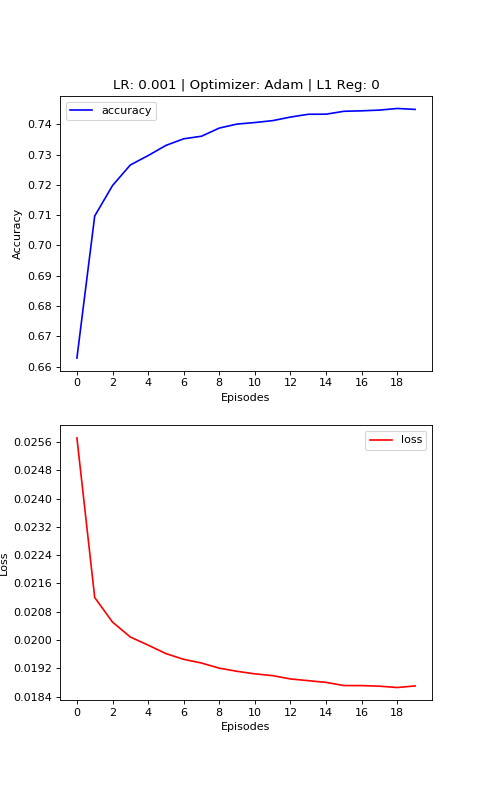 LR: 0.001 | Optimizer: Adam | L1 Reg: 0
accuracy
0.74
0.73
0.72
0.71
0.70
0.69
0.68
0.67
0.66
Accuracy
0 2 4 6 8 10 12 14 16 18
Episodes
loss
0.0256
0.0248
0.0240
0.0232
0.0224
0.0216
0.0208
0.0200
0.0192
0.0184
Loss
0 2 4 6 8 10 12 14 16 18
Episodes